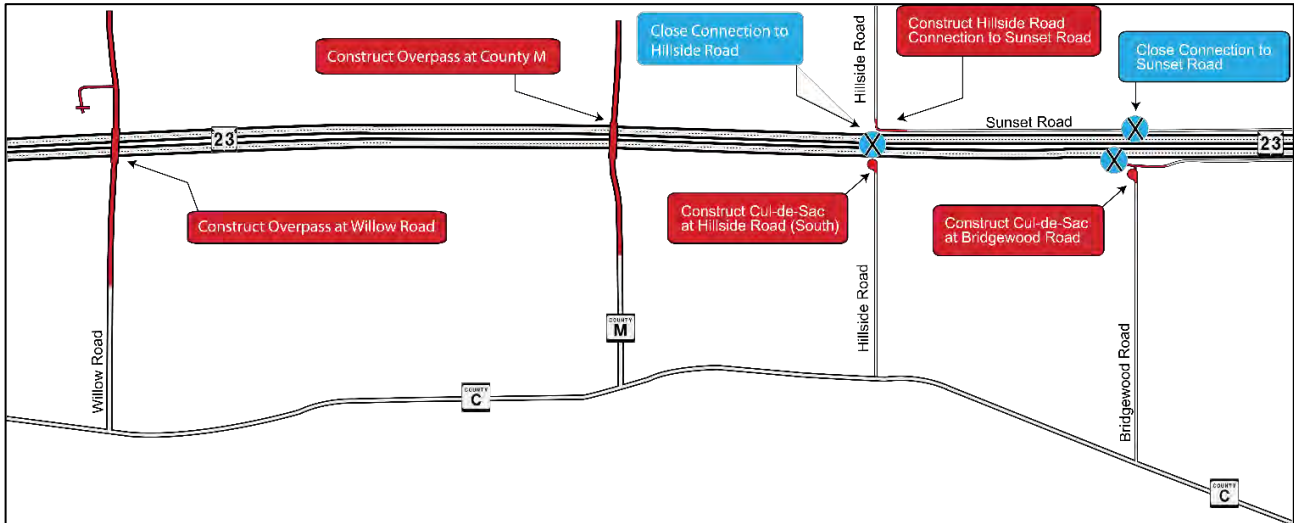 Construct Overpass at County M
Close Connection to
Hillside Road
Hillside Road
Construct Hillside Road
Connection to Sunset Road
Close Connection to
Sunset Road
Sunset Road
23
23
Construct Overpass at Willow Road
Construct Cul-de-Sac
at Hillside Road (South)
Construct Cul-de-Sac
at Bridgewood Road
Willow Road
COUNTY
M
Hillside Road
Bridgewood Road
COUNTY
C
COUNTY
C